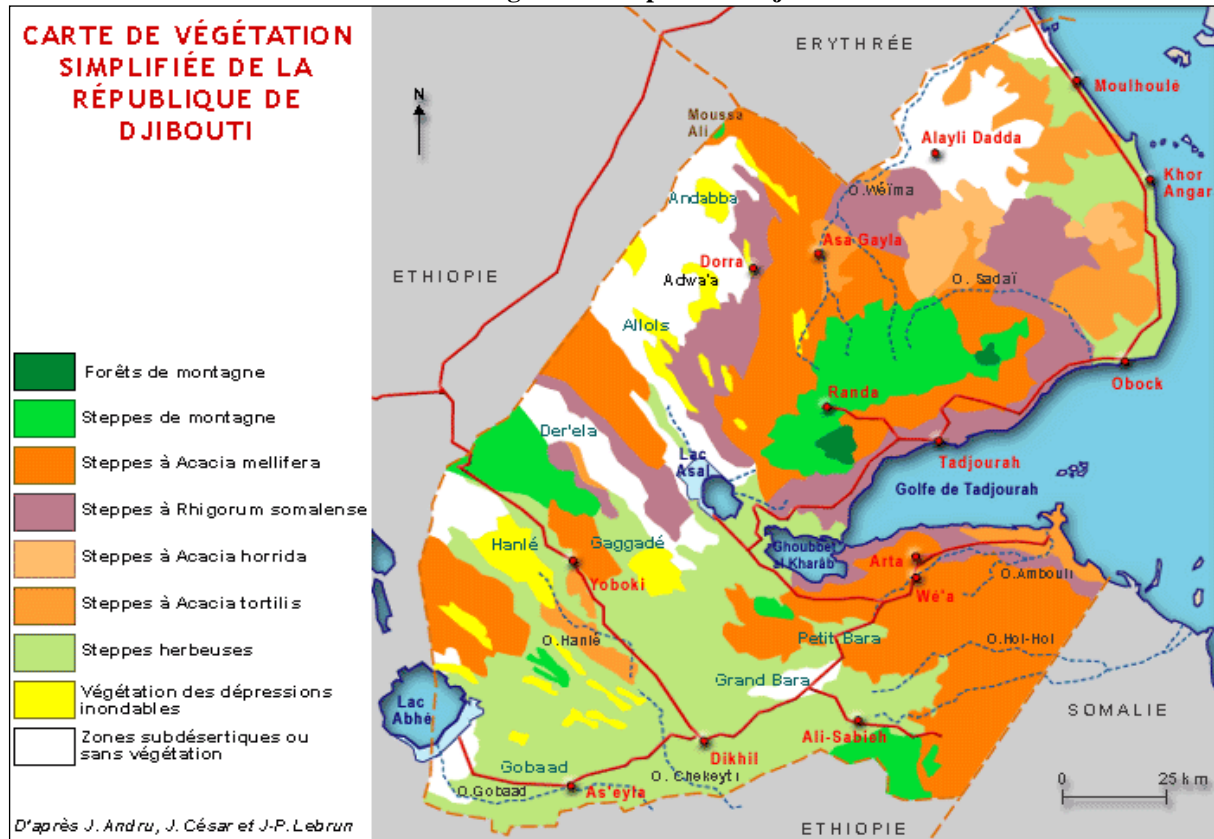 CARTE DE VÉGÉTATION
SIMPLIFIÉE DE LA
RÉPUBLIQUE DE
DJIBOUTI
Forêts de montagne
Steppes de montagne
Steppes à Acacia mellifera
Steppes à Rhigorum somalense
Steppes à Acacia horrida
Steppes à Acacia tortilis
Steppes herbeuses
Végétation des dépressions
inondables
Zones subdésertiques ou
sans végétation
D'après J. Andru, J. César et J-P. Lebrun
N
ERYTHRÉE
Moulhoulé
Moussa
Ali
Alayli Dadda
Khor
Angar
Andabba
O.Wéïma
Asa Gayla
Dorra
ETHIOPIE
Adwa'a
O. Sadaï
Allols
Obock
Randa
Der'ela
Lac
Asal
Tadjourah
Golfe de Tadjourah
Hanlé
Gaggadé
Ghoubbet
al Kharâb
Arta
Yoboki
O.Ambouli
Wé'a
O.Hanlé
Petit Bara
O.Hol-Hol
Grand Bara
Lac
Abhé
SOMALIE
Ali-Sabieh
Dikhil
Gobaad
O. Chekeyti
O.Gobaad
As'eyla
0
25 km
ETHIOPIE